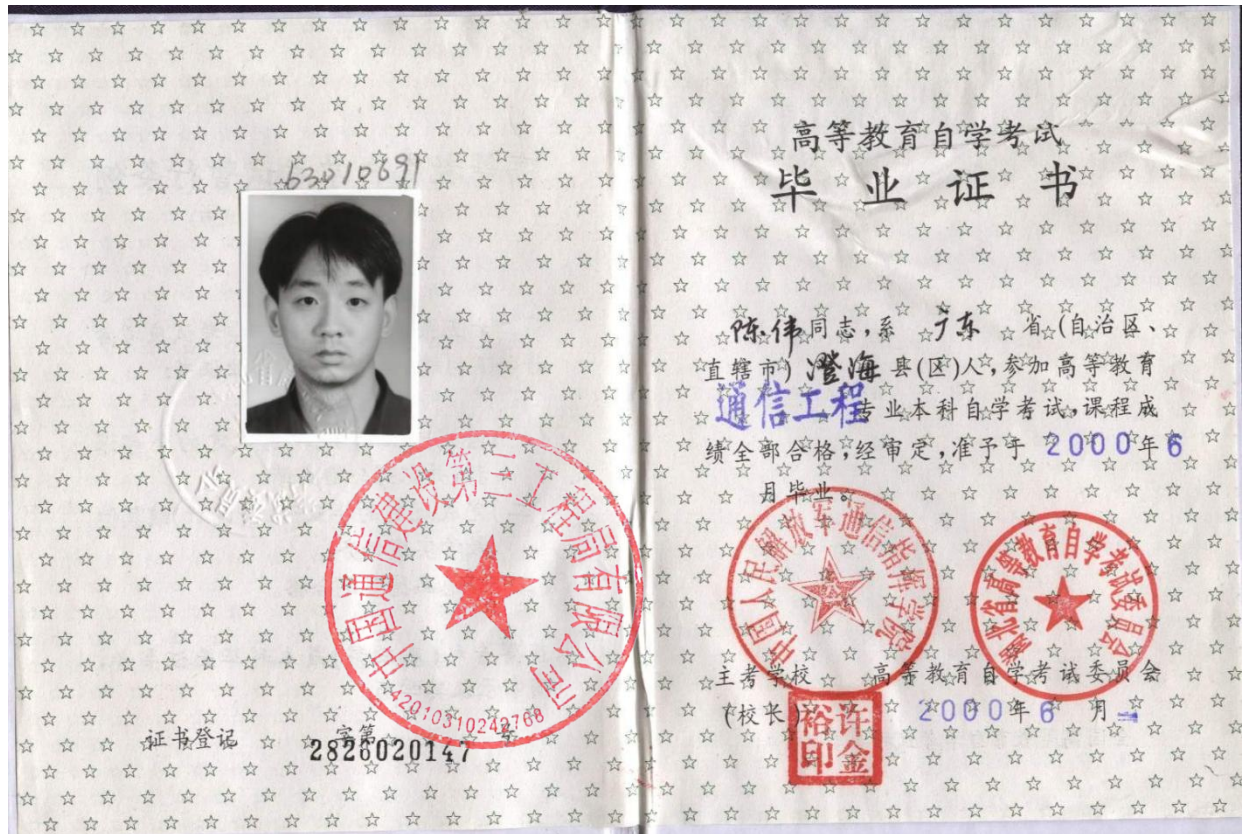 63010691
中国通信建设第三工程局有限公司
证书登记 字第 号
2826020147
高等教育自学考试
毕业证书
陈伟同志,系 广东 省(自治区、
直辖市)澄海县(区)人,参加高等教育
通信工程专业本科自学考试,课程成
绩全部合格,经审定,准予于 2000年6
月毕业。
中国人民解放军通信指挥学院
湖北省高等教育自学考试委员会
主考学校 高等教育自学考试委员会
(校长) 2000年6 月
许金裕印